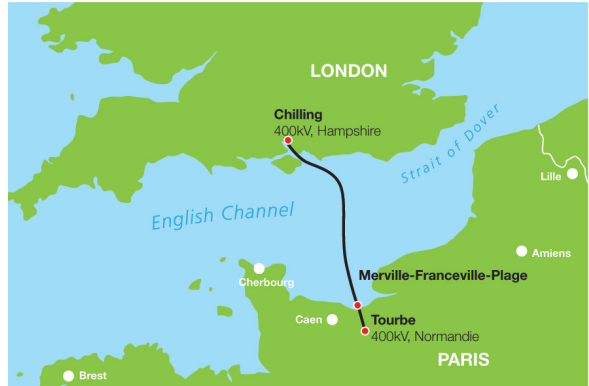 LONDON
Chilling
400kV, Hampshire
Strait of Dover
Lille
English Channel
Amiens
Merville-Franceville-Plage
Cherbourg
Caen
Tourbe
400kV, Normandie
PARIS
Brest